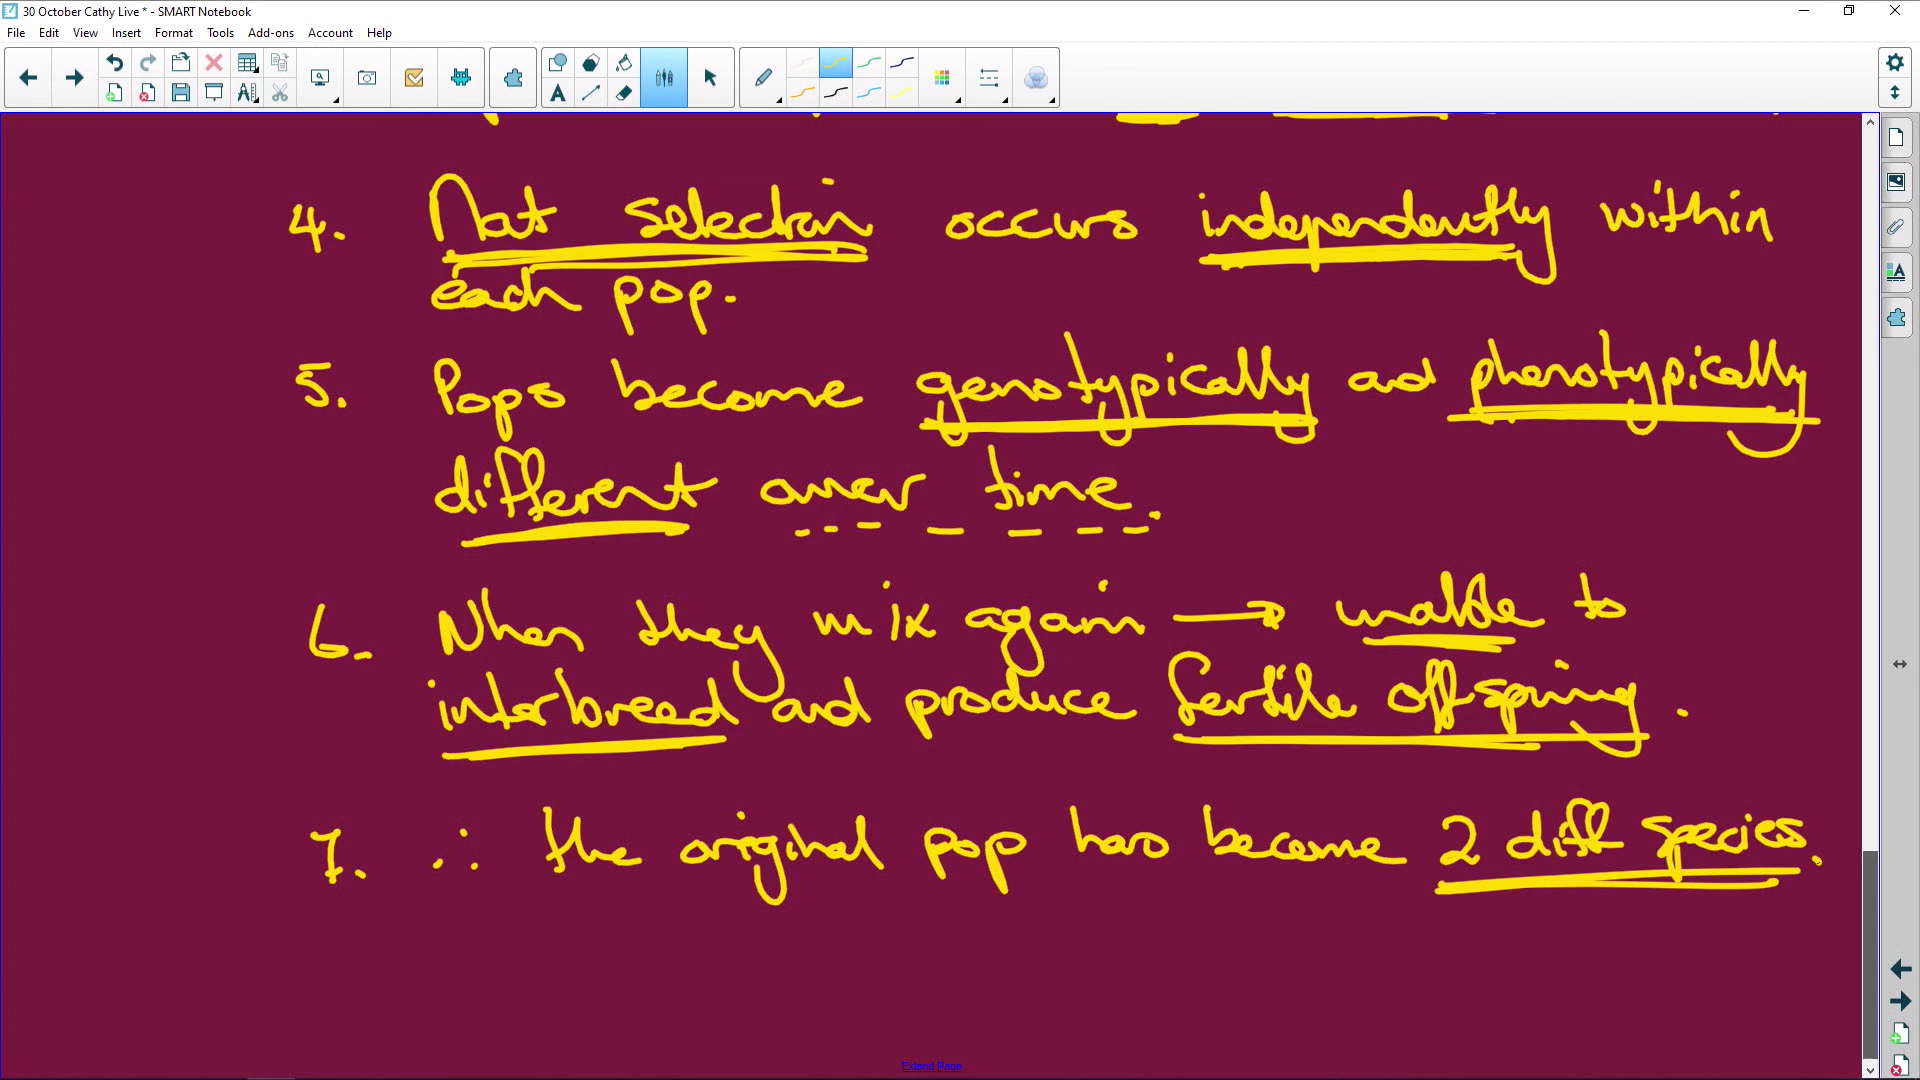 30 October Cathy Live * - SMART Notebook
File Edit View Insert Format Tools Add-ons Account Help
4. Nat selection occurs independently within
each pop.
5. Pops become genotypically and phenotypically
different over time.
6. When they mix again → unable to
interbreed and produce fertile offspring.
7. ∴ the original pop has become 2 diff species.
Extend Page